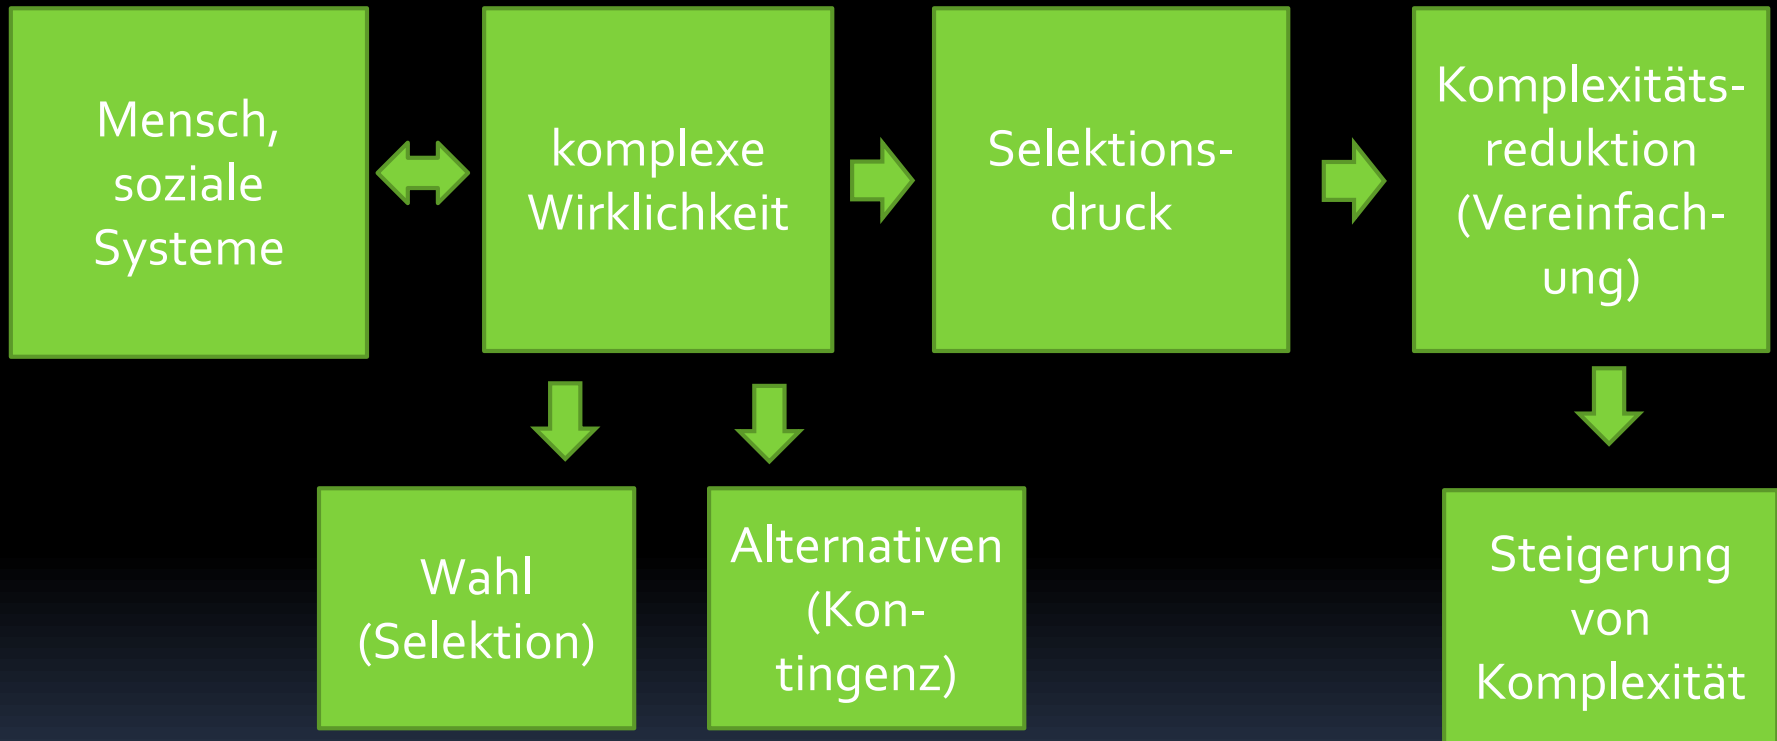 Mensch,
soziale
Systeme
komplexe
Wirklichkeit
Selektions-
druck
Komplexitäts-
reduktion
(Vereinfach-
ung)
Wahl
(Selektion)
Alternativen
(Kon-
tingenz)
Steigerung
von
Komplexität